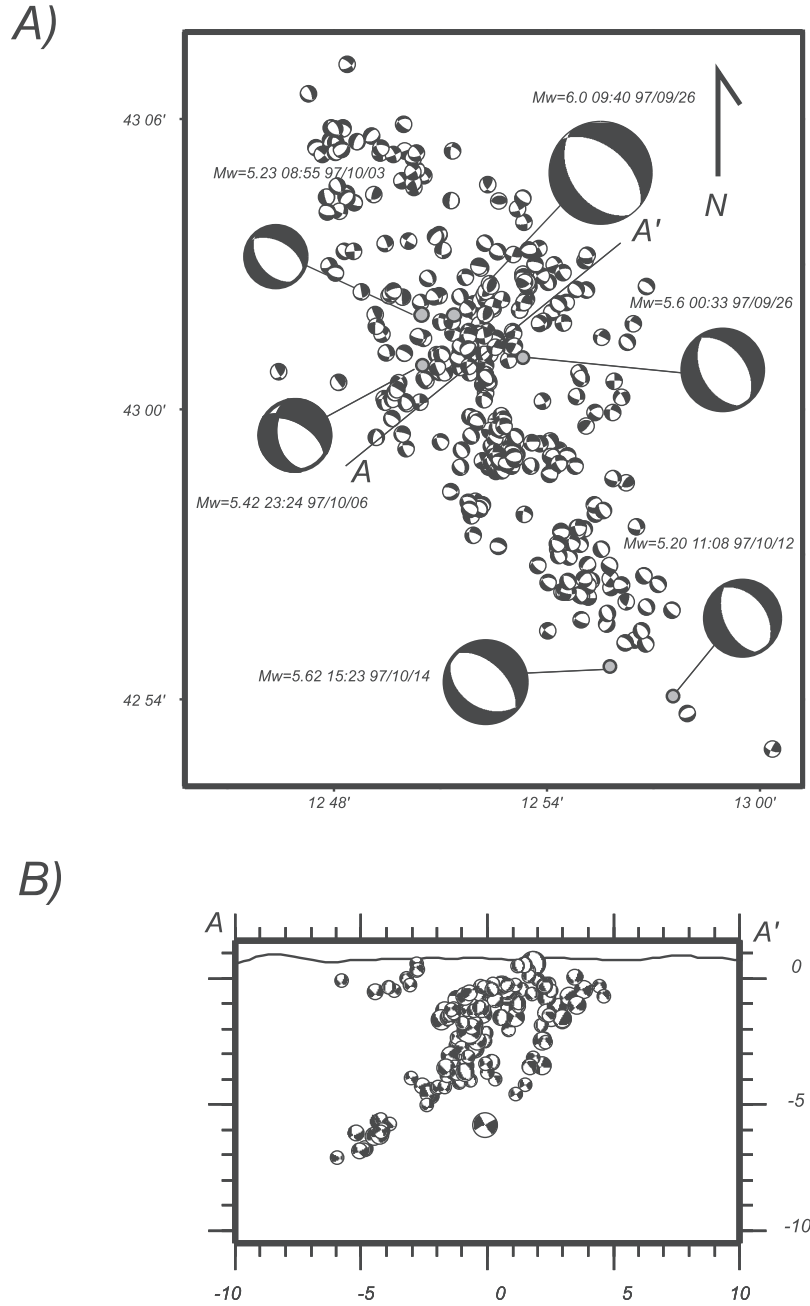 A)
Mw=6.0 09:40 97/09/26
43 06'
Mw=5.23 08:55 97/10/03
N
A'
Mw=5.6 00:33 97/09/26
43 00'
A
Mw=5.42 23:24 97/10/06
Mw=5.20 11:08 97/10/12
Mw=5.62 15:23 97/10/14
42 54'
12 48' 12 54' 13 00'
B)
A A'
0
-5
-10
-10 -5 0 5 10